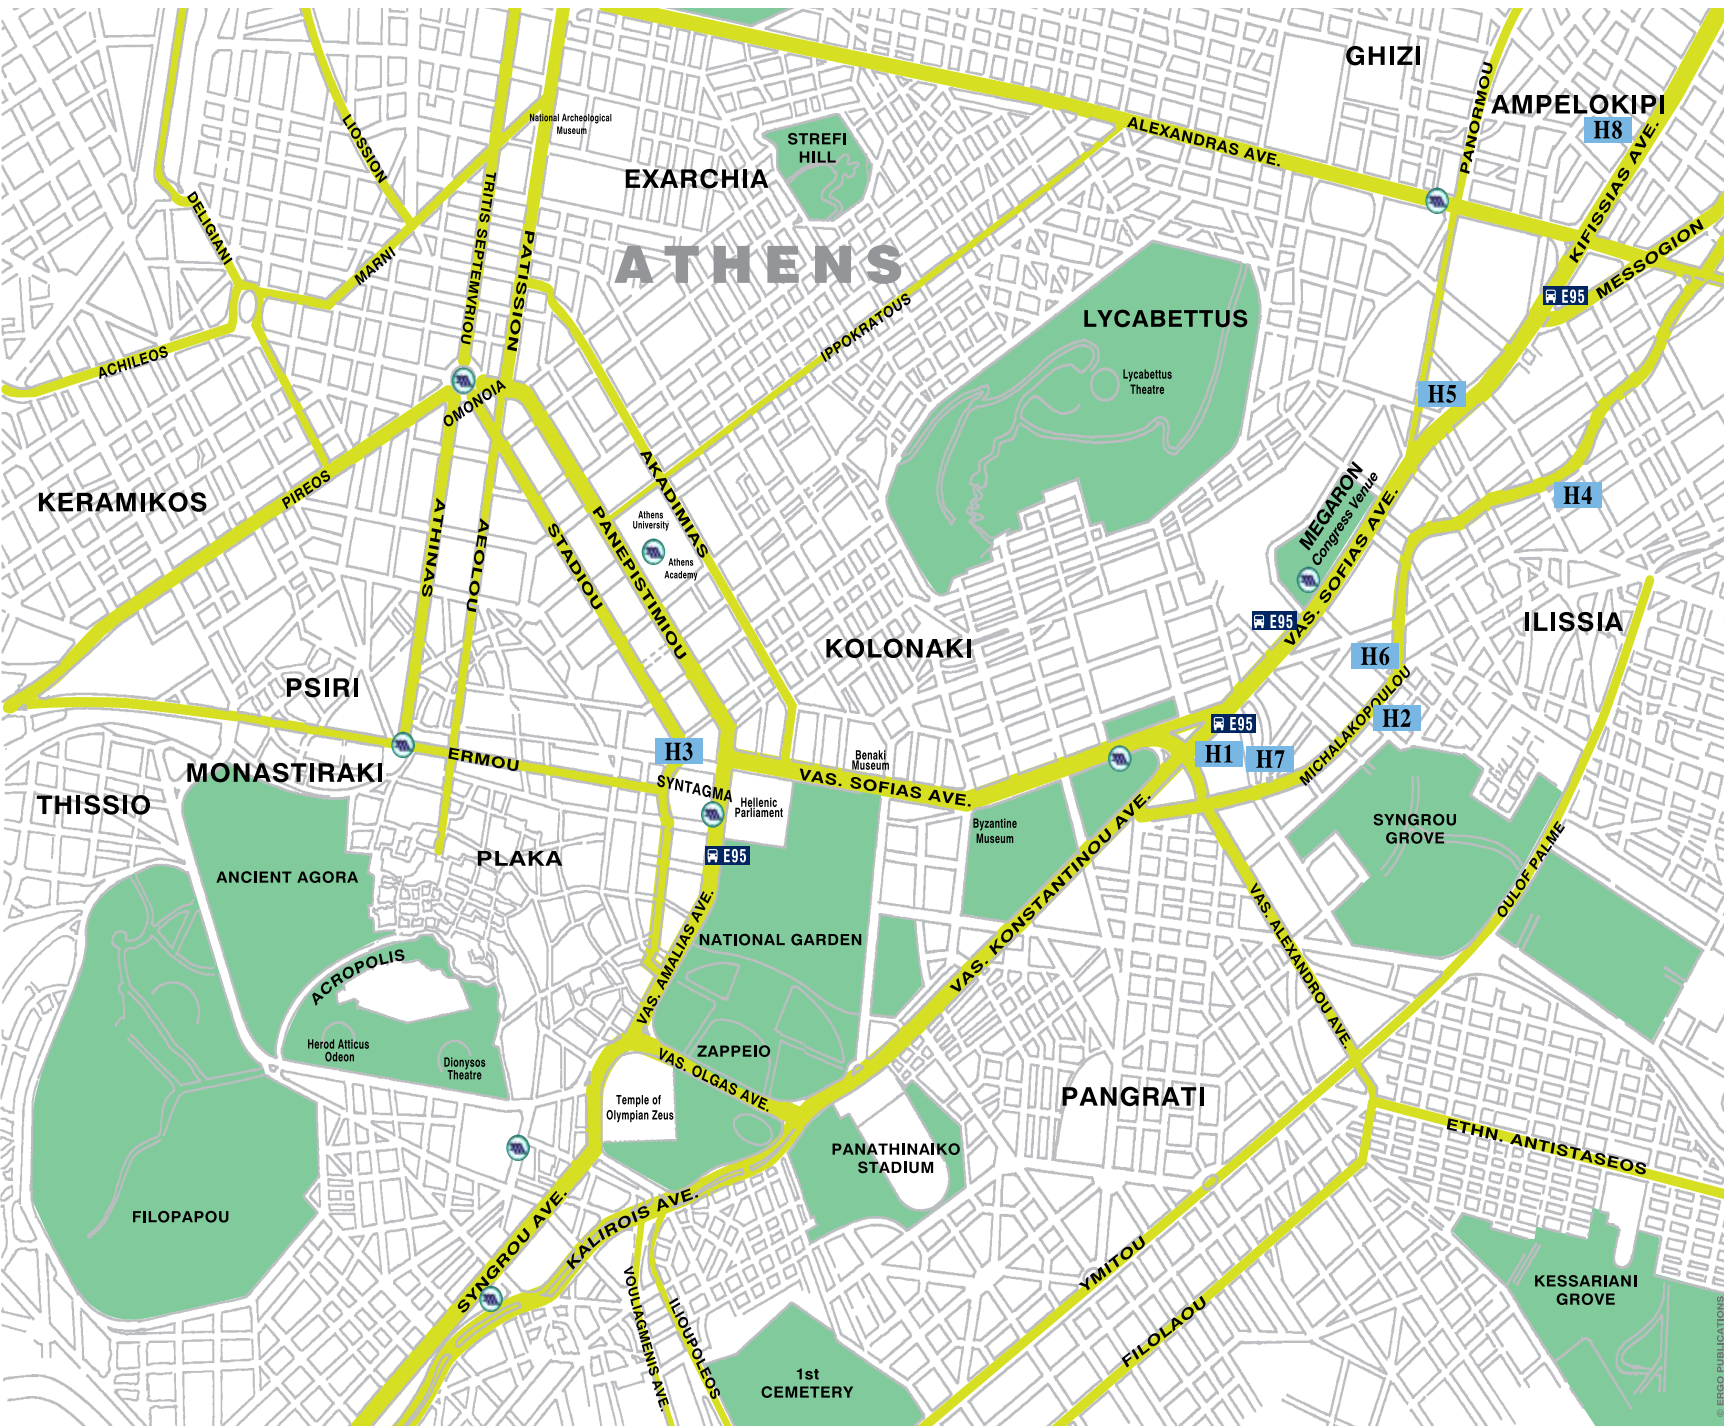 GHIZI
AMPELOKIPI
H8
PANORMOU
KIFISSIAS AVE.
ALEXANDRAS AVE.
MESSOGION
E95
LIOSSION
National Archeological
Museum
STREFI
HILL
EXARCHIA
ATHENS
DELIGIANI
MARNI
TRITIS SEPTEMVRIOU
PATISSION
ACHILEOS
IPPOKRATOUS
LYCABETTUS
Lycabettus
Theatre
H5
OMONOIA
PIREOS
KERAMIKOS
ATHINAS
AEOLOU
STADIOU
PANEPISTIMIOU
AKADIMIAS
Athens
University
Athens
Academy
MEGARON
Congress Venue
VAS. SOFIAS AVE.
H4
E95
ILISSIA
KOLONAKI
H6
MICHALAKOPOULOU
H2
PSIRI
E95
H1
H7
H3
ERMOU
MONASTIRAKI
THISSIO
SYNTAGMA
Hellenic
Parliament
Benaki
Museum
VAS. SOFIAS AVE.
Byzantine
Museum
SYNGROU
GROVE
OULOF PALME
PLAKA
E95
ANCIENT AGORA
NATIONAL GARDEN
VAS. AMALIAS AVE.
VAS. KONSTANTINOU AVE.
VAS. ALEXANDROU AVE.
ACROPOLIS
Herod Atticus
Odeon
Dionysos
Theatre
ZAPPEIO
VAS. OLGAS AVE.
Temple of
Olympian Zeus
PANGRATI
PANATHINAIKO
STADIUM
ETHN. ANTISTASEOS
FILOPAPOU
SYNGROU AVE.
KALIROIS AVE.
VOULIAGMENIS AVE.
ILIOUPOLEOS
YMITOU
FILOLAOU
KESSARIANI
GROVE
1st
CEMETERY
© ERGO PUBLICATIONS